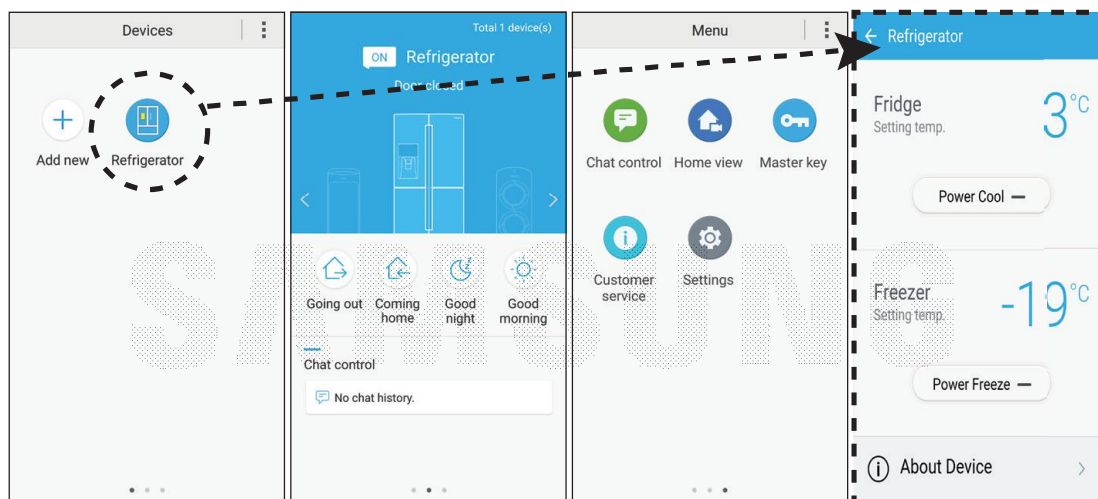 Devices
Add new
Refrigerator
Total 1 device(s)
ON Refrigerator
Door closed
Going out
Coming
home
Good
night
Good
morning
Chat control
No chat history.
Menu
Chat control
Home view
Master key
Customer
service
Settings
Refrigerator
Fridge
Setting temp.
3°C
Power Cool
Freezer
Setting temp.
-19°C
Power Freeze
About Device
SAMSUNG